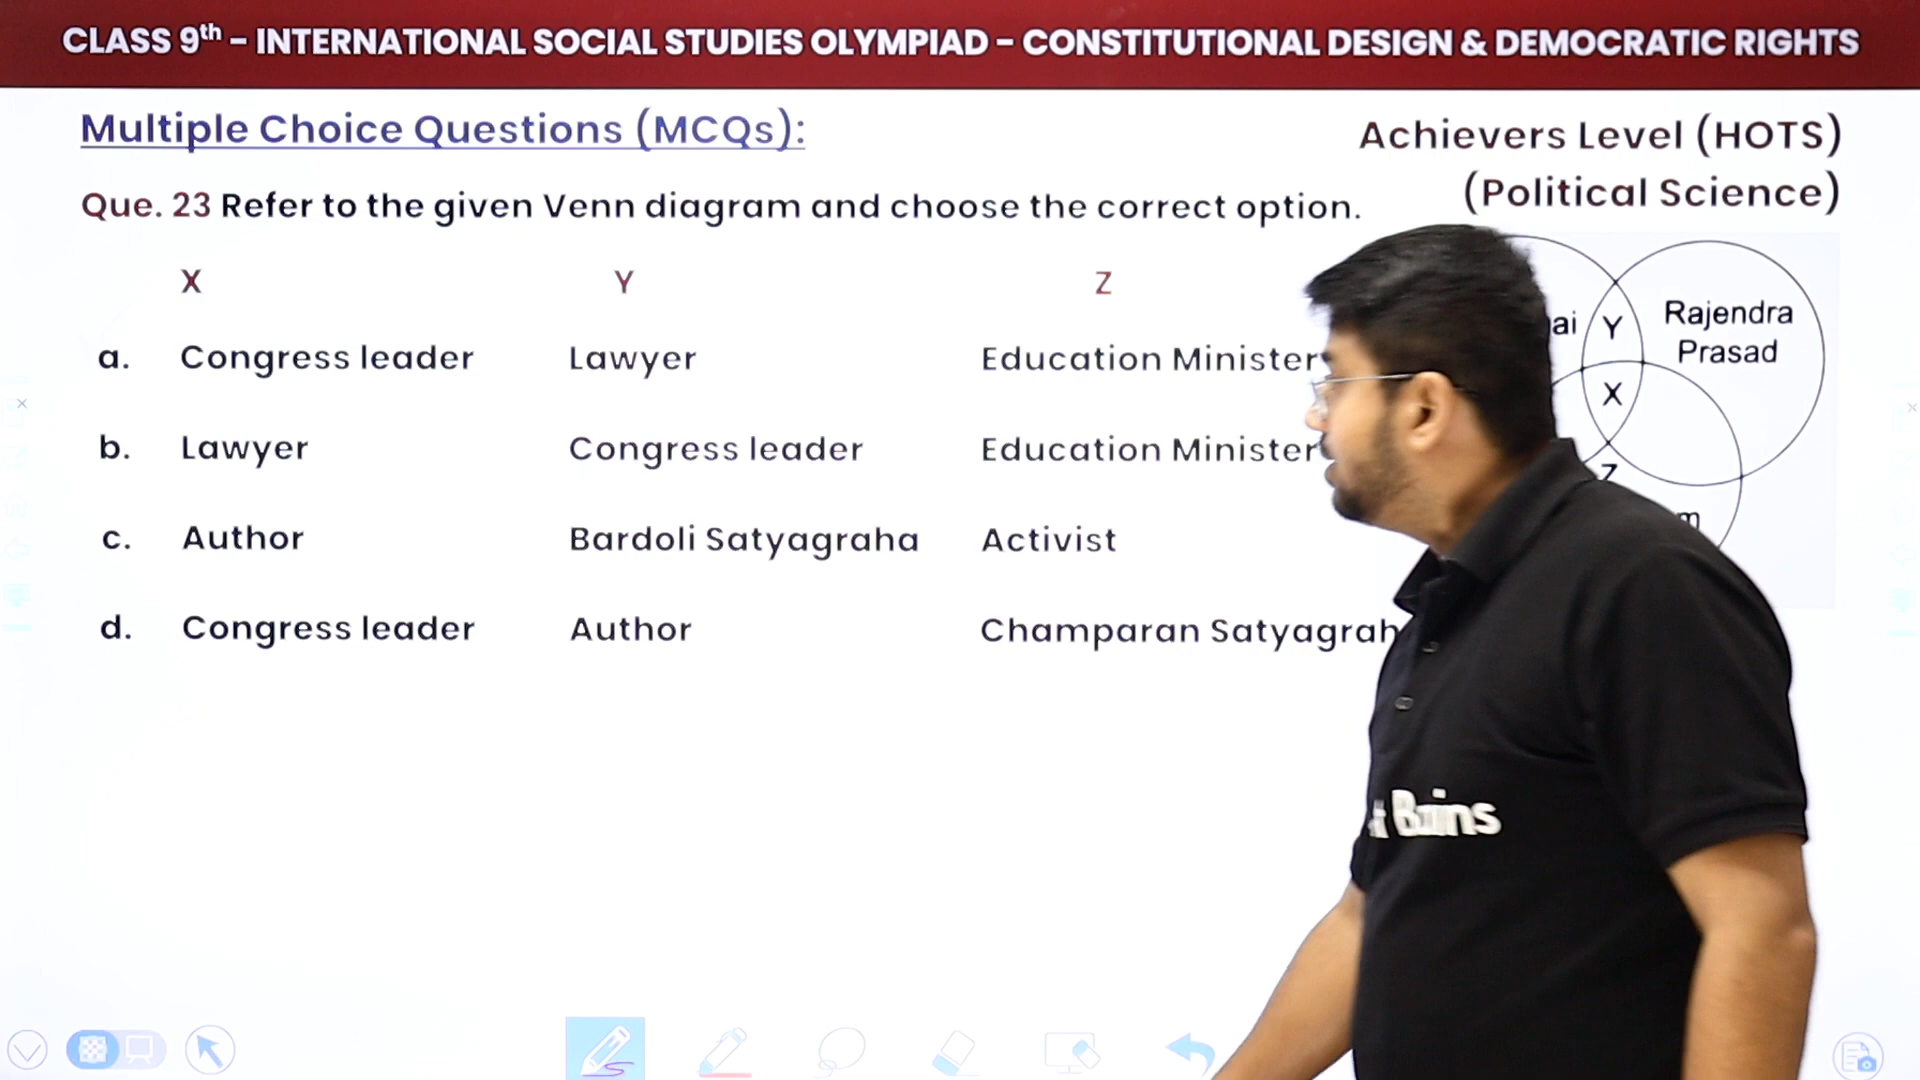 CLASS 9th – INTERNATIONAL SOCIAL STUDIES OLYMPIAD – CONSTITUTIONAL DESIGN & DEMOCRATIC RIGHTS
Multiple Choice Questions (MCQs):
Achievers Level (HOTS)
(Political Science)
Que. 23 Refer to the given Venn diagram and choose the correct option.
X Y Z
a. Congress leader Lawyer Education Minister
b. Lawyer Congress leader Education Minister
c. Author Bardoli Satyagraha Activist
d. Congress leader Author Champaran Satyagrah
ai Y Rajendra
Prasad
X
Z
m